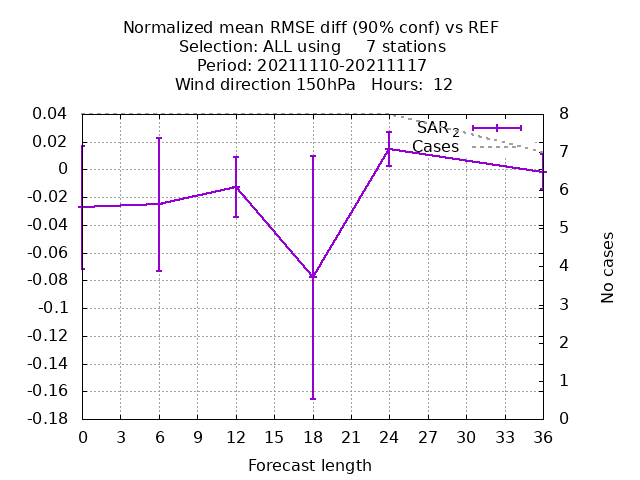 Normalized mean RMSE diff (90% conf) vs REF
Selection: ALL using     7 stations
Period: 20211110-20211117
Wind direction 150hPa   Hours:  12
SAR 2
Cases
0.04
0.02
0
-0.02
-0.04
-0.06
-0.08
-0.1
-0.12
-0.14
-0.16
-0.18
8
7
6
5
4
3
2
1
0
No cases
0 3 6 9 12 15 18 21 24 27 30 33 36
Forecast length